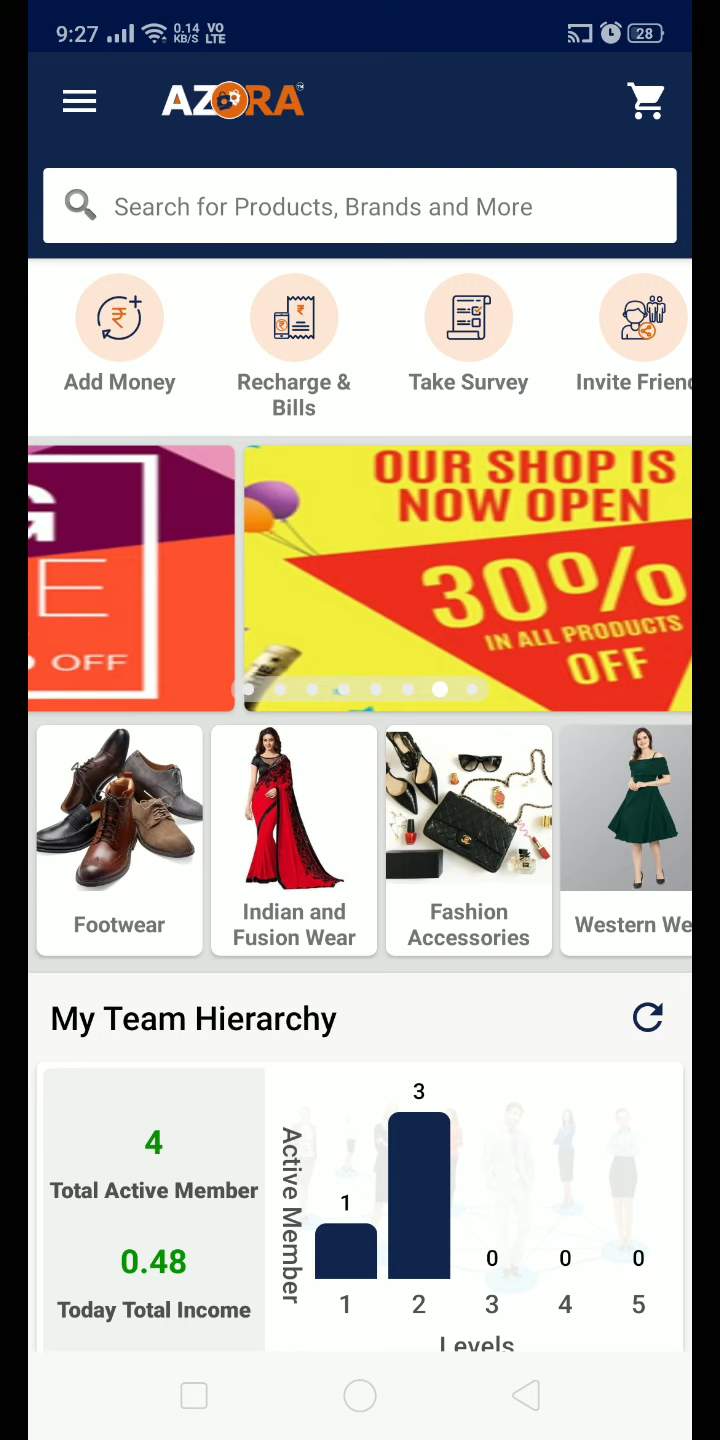 9:27
0.14 KB/S
VO LTE
28
AZORA
Search for Products, Brands and More
Add Money
Recharge &
Bills
Take Survey
Invite Frien
G
E
OFF
OUR SHOP IS
NOW OPEN
30%
IN ALL PRODUCTS
OFF
Footwear
Indian and
Fusion Wear
Fashion
Accessories
Western We
My Team Hierarchy
4
Total Active Member
0.48
Today Total Income
Active Member
3
1
0 0 0
1 2 3 4 5
Levels